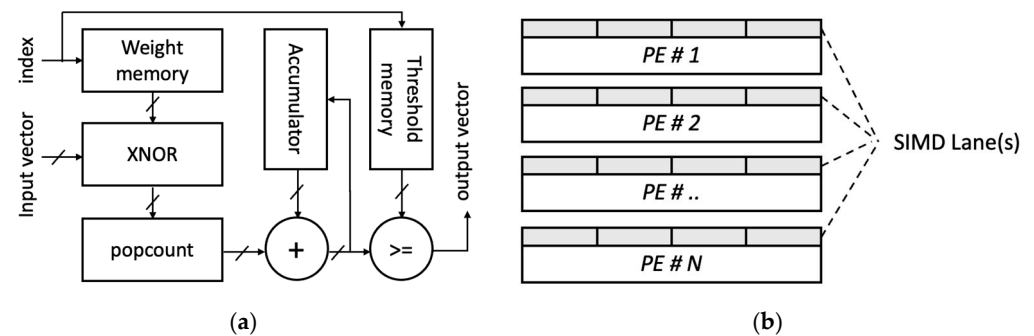 index
Input vector
Weight
memory
XNOR
popcount
Accumulator
+
Threshold
memory
>=
output vector
(a)
PE # 1
PE # 2
PE # ..
PE # N
SIMD Lane(s)
(b)